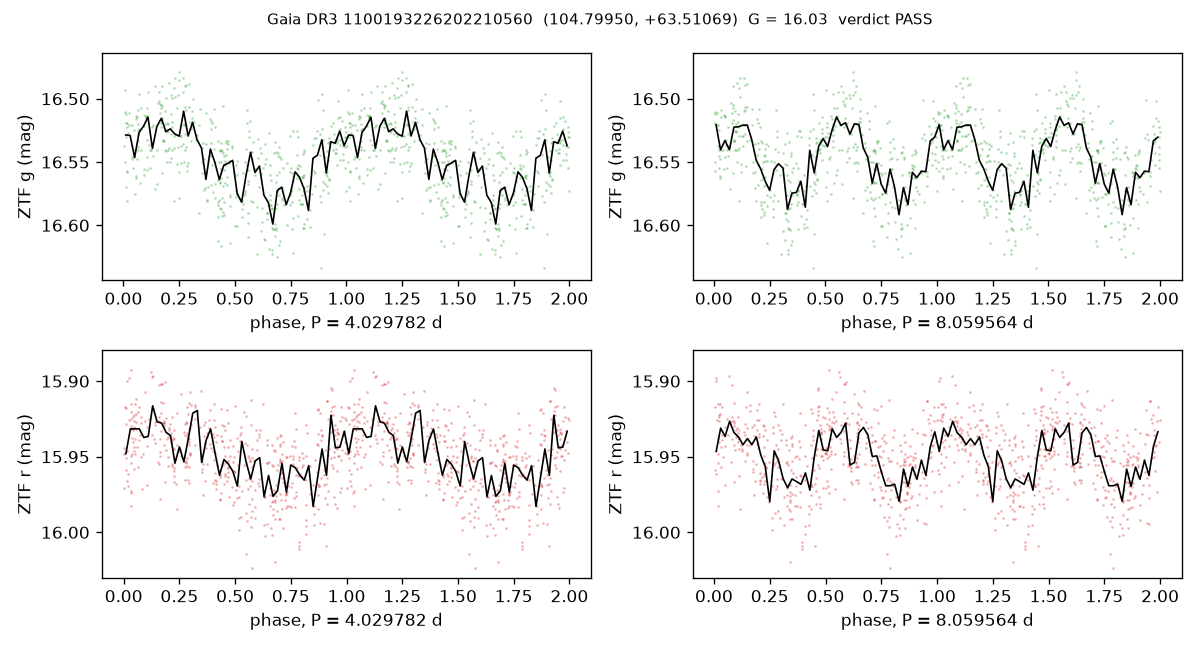 Gaia DR3 1100193226202210560  (104.79950, +63.51069)  G = 16.03  verdict PASS
ZTF g (mag)
16.50
16.55
16.60
0.00 0.25 0.50 0.75 1.00 1.25 1.50 1.75 2.00
phase, P = 4.029782 d
ZTF g (mag)
16.50
16.55
16.60
0.00 0.25 0.50 0.75 1.00 1.25 1.50 1.75 2.00
phase, P = 8.059564 d
ZTF r (mag)
15.90
15.95
16.00
0.00 0.25 0.50 0.75 1.00 1.25 1.50 1.75 2.00
phase, P = 4.029782 d
ZTF r (mag)
15.90
15.95
16.00
0.00 0.25 0.50 0.75 1.00 1.25 1.50 1.75 2.00
phase, P = 8.059564 d